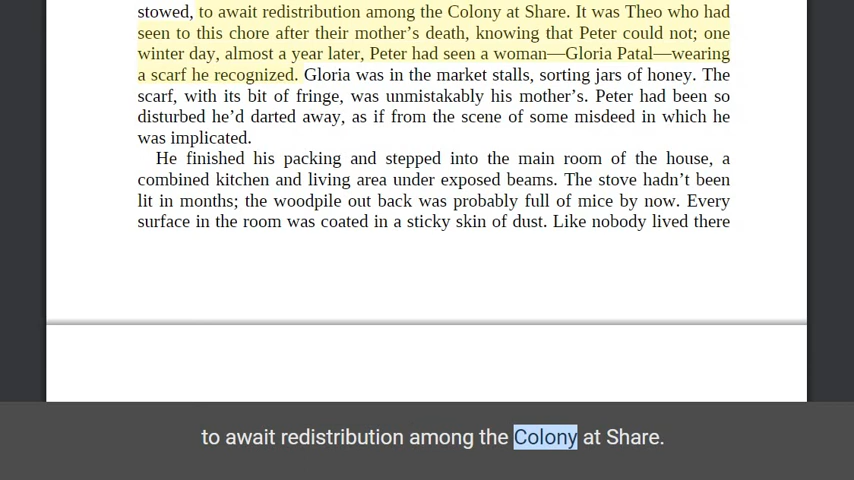 stowed, to await redistribution among the Colony at Share. It was Theo who had
seen to this chore after their mother’s death, knowing that Peter could not; one
winter day, almost a year later, Peter had seen a woman—Gloria Patal—wearing
a scarf he recognized. Gloria was in the market stalls, sorting jars of honey. The
scarf, with its bit of fringe, was unmistakably his mother’s. Peter had been so
disturbed he’d darted away, as if from the scene of some misdeed in which he
was implicated.
He finished his packing and stepped into the main room of the house, a
combined kitchen and living area under exposed beams. The stove hadn’t been
lit in months; the woodpile out back was probably full of mice by now. Every
surface in the room was coated in a sticky skin of dust. Like nobody lived there
to await redistribution among the Colony at Share.